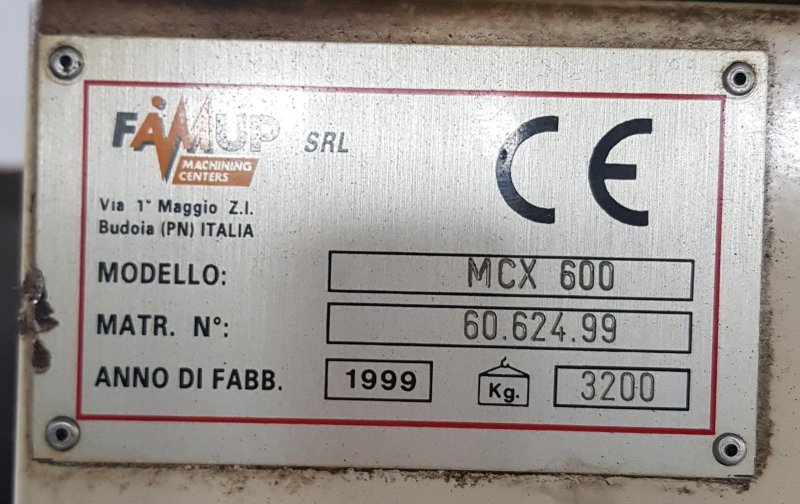 FAMUP SRL
MACHINING
CENTERS
CE
Via 1° Maggio Z.I.
Budoia (PN) ITALIA
MODELLO: MCX 600
MATR. N°: 60.624.99
ANNO DI FABB. 1999 Kg. 3200